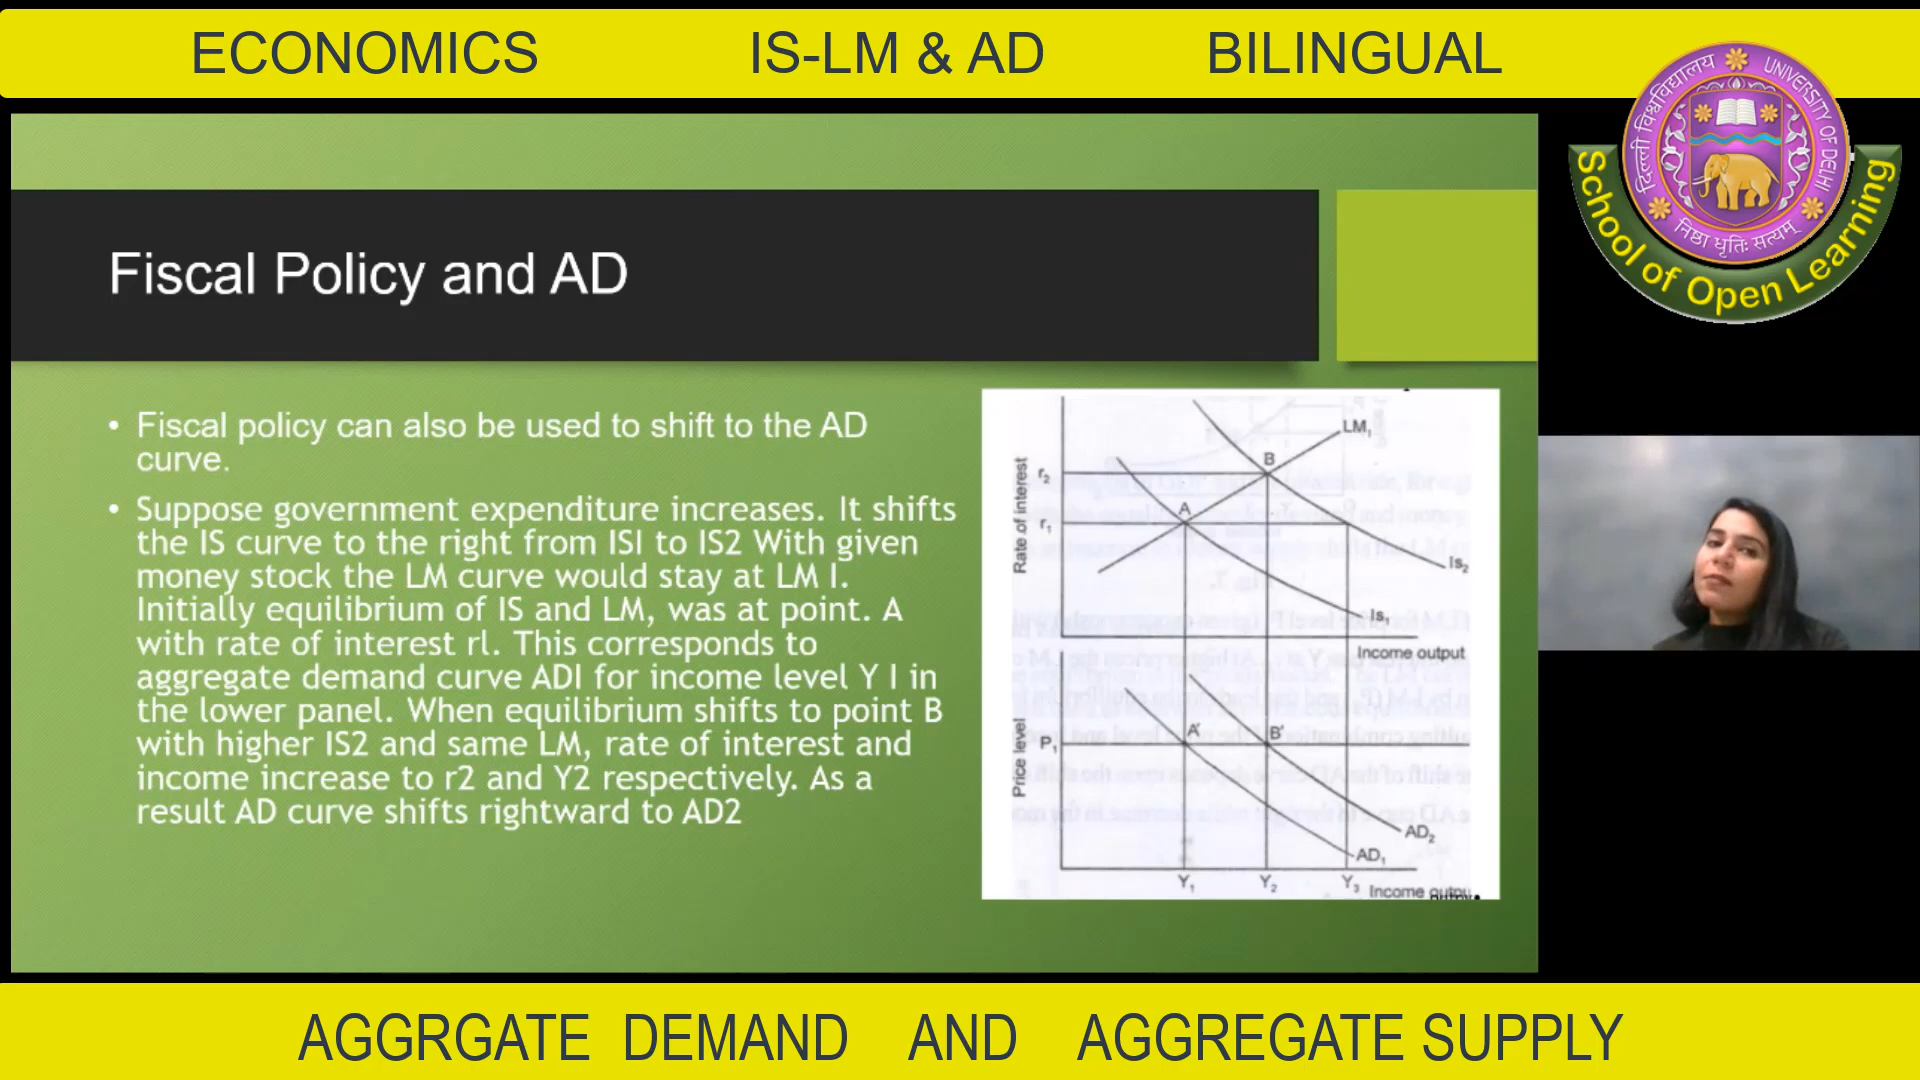 ECONOMICS IS-LM & AD BILINGUAL
दिल्ली विश्वविद्यालय UNIVERSITY OF DELHI
निष्ठा धृतिः सत्यम्
School of Open Learning
Fiscal Policy and AD
• Fiscal policy can also be used to shift to the AD
curve.
• Suppose government expenditure increases. It shifts
the IS curve to the right from ISI to IS2 With given
money stock the LM curve would stay at LM I.
Initially equilibrium of IS and LM, was at point. A
with rate of interest rl. This corresponds to
aggregate demand curve ADI for income level Y I in
the lower panel. When equilibrium shifts to point B
with higher IS2 and same LM, rate of interest and
income increase to r2 and Y2 respectively. As a
result AD curve shifts rightward to AD2
Rate of interest
LM₁
B
r₂
A
r₁
Is₂
Is₁
Income output
Price level
P₁
A'
B'
AD₂
AD₁
Y₁ Y₂ Y₃
Income
AGGRGATE DEMAND AND AGGREGATE SUPPLY